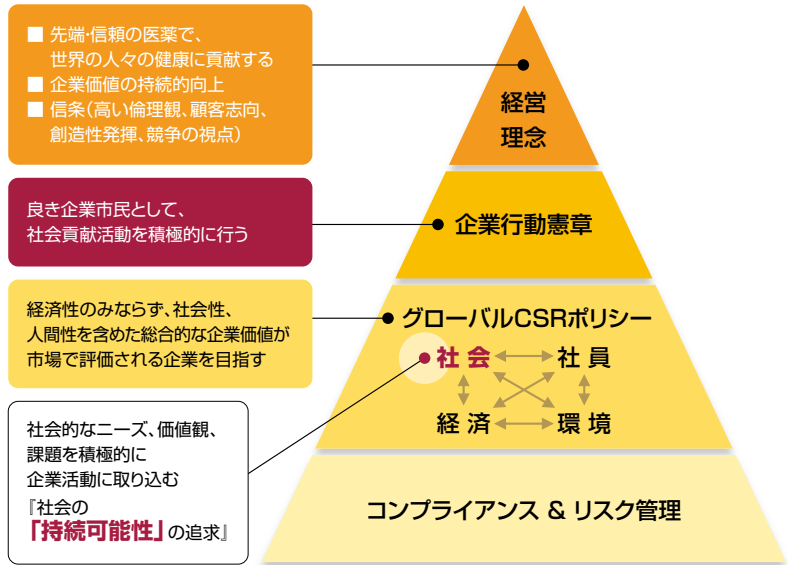 ■ 先端・信頼の医薬で、
世界の人々の健康に貢献する
■ 企業価値の持続的向上
■ 信条(高い倫理観、顧客志向、
創造性発揮、競争の視点)
経営
理念
良き企業市民として、
社会貢献活動を積極的に行う
企業行動憲章
経済性のみならず、社会性、
人間性を含めた総合的な企業価値が
市場で評価される企業を目指す
グローバルCSRポリシー
社会 社員
経済 環境
社会的なニーズ、価値観、
課題を積極的に
企業活動に取り込む
『社会の
「持続可能性」の追求』
コンプライアンス & リスク管理